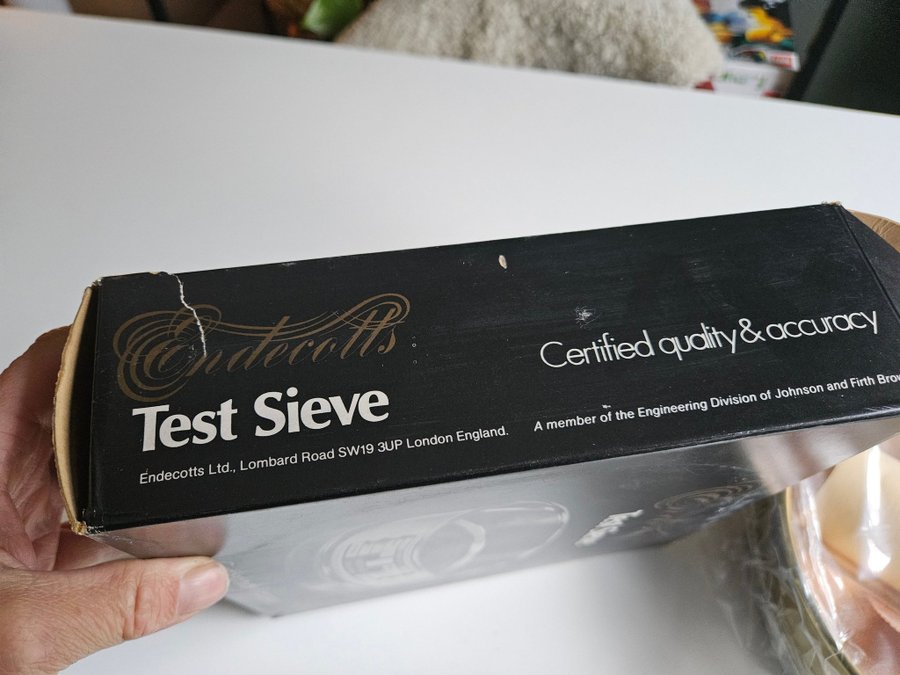 Endecotts
Test Sieve
Endecotts Ltd., Lombard Road SW19 3UP London England.
Certified quality & accuracy
A member of the Engineering Division of Johnson and Firth